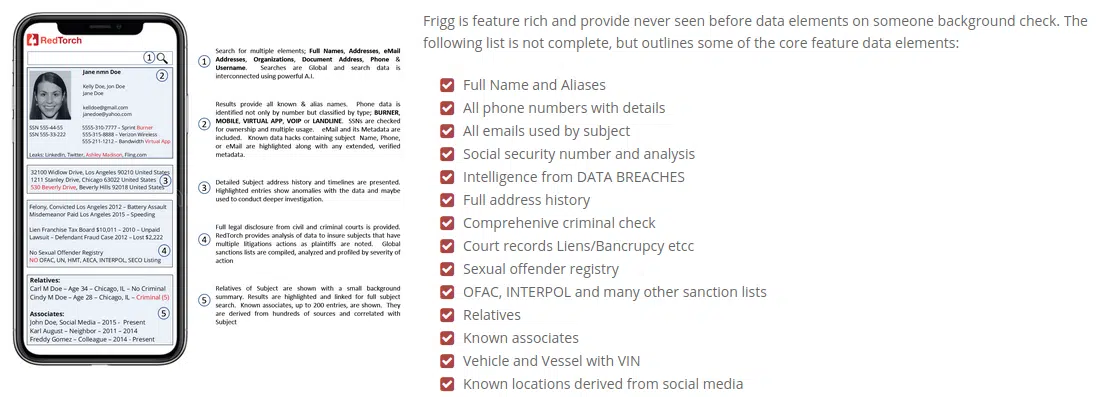 RedTorch
1
Jane nmn Doe
2
Kelly Doe, Jon Doe
Jane Doe
kelldoe@gmail.com
janedoe@yahoo.com
SSN 555-44-55 5555-310-7777 – Sprint Burner
SSN 555-33-222 555-315-8888 – Verizon Wireless
555-211-1212 – Bandwidth Virtual App
Leaks: LinkedIn, Twitter, Ashley Madison, Fling.com
32100 Widlow Drive, Los Angeles 90210 United States
1211 Stanley Drive, Chicago 63022 United States
3
530 Beverly Drive, Beverly Hills 92018 United States
Felony, Convicted Los Angeles 2012 – Battery Assault
Misdemeanor Paid Los Angeles 2015 – Speeding
Lien Franchise Tax Board $10,011 – 2010 – Unpaid
Lawsuit – Defendant Fraud Case 2012 – Lost $2,222
No Sexual Offender Registry
4
NO OFAC, UN, HMT, AECA, INTERPOL, SECO Listing
Relatives:
Carl M Doe – Age 34 – Chicago, IL – No Criminal
Cindy M Doe – Age 28 – Chicago, IL – Criminal (5)
Associates:
5
John Doe, Social Media – 2015 - Present
Karl August – Neighbor - 2011 – 2014
Freddy Gomez – Colleague – 2014 - Present
1
Search for multiple elements; Full Names, Addresses, eMail
Addresses, Organizations, Document Address, Phone &
Username. Searches are Global and search data is
interconnected using powerful A.I.
2
Results provide all known & alias names. Phone data is
identified not only by number but classified by type; BURNER,
MOBILE, VIRTUAL APP, VOIP or LANDLINE. SSNs are checked
for ownership and multiple usage. eMail and its Metadata are
included. Known data hacks containing subject Name, Phone,
or eMail are highlighted along with any extended, verified
metadata.
3
Detailed Subject address history and timelines are presented.
Highlighted entries show anomalies with the data and maybe
used to conduct deeper investigation.
4
Full legal disclosure from civil and criminal courts is provided.
RedTorch provides analysis of data to insure subjects that have
multiple litigations actions as plaintiffs are noted. Global
sanctions lists are compiled, analyzed and profiled by severity of
action
5
Relatives of Subject are shown with a small background
summary. Results are highlighted and linked for full subject
search. Known associates, up to 200 entries, are shown. They
are derived from hundreds of sources and correlated with
Subject
Frigg is feature rich and provide never seen before data elements on someone background check. The
following list is not complete, but outlines some of the core feature data elements:
Full Name and Aliases
All phone numbers with details
All emails used by subject
Social security number and analysis
Intelligence from DATA BREACHES
Full address history
Comprehenive criminal check
Court records Liens/Bancrupcy etcc
Sexual offender registry
OFAC, INTERPOL and many other sanction lists
Relatives
Known associates
Vehicle and Vessel with VIN
Known locations derived from social media